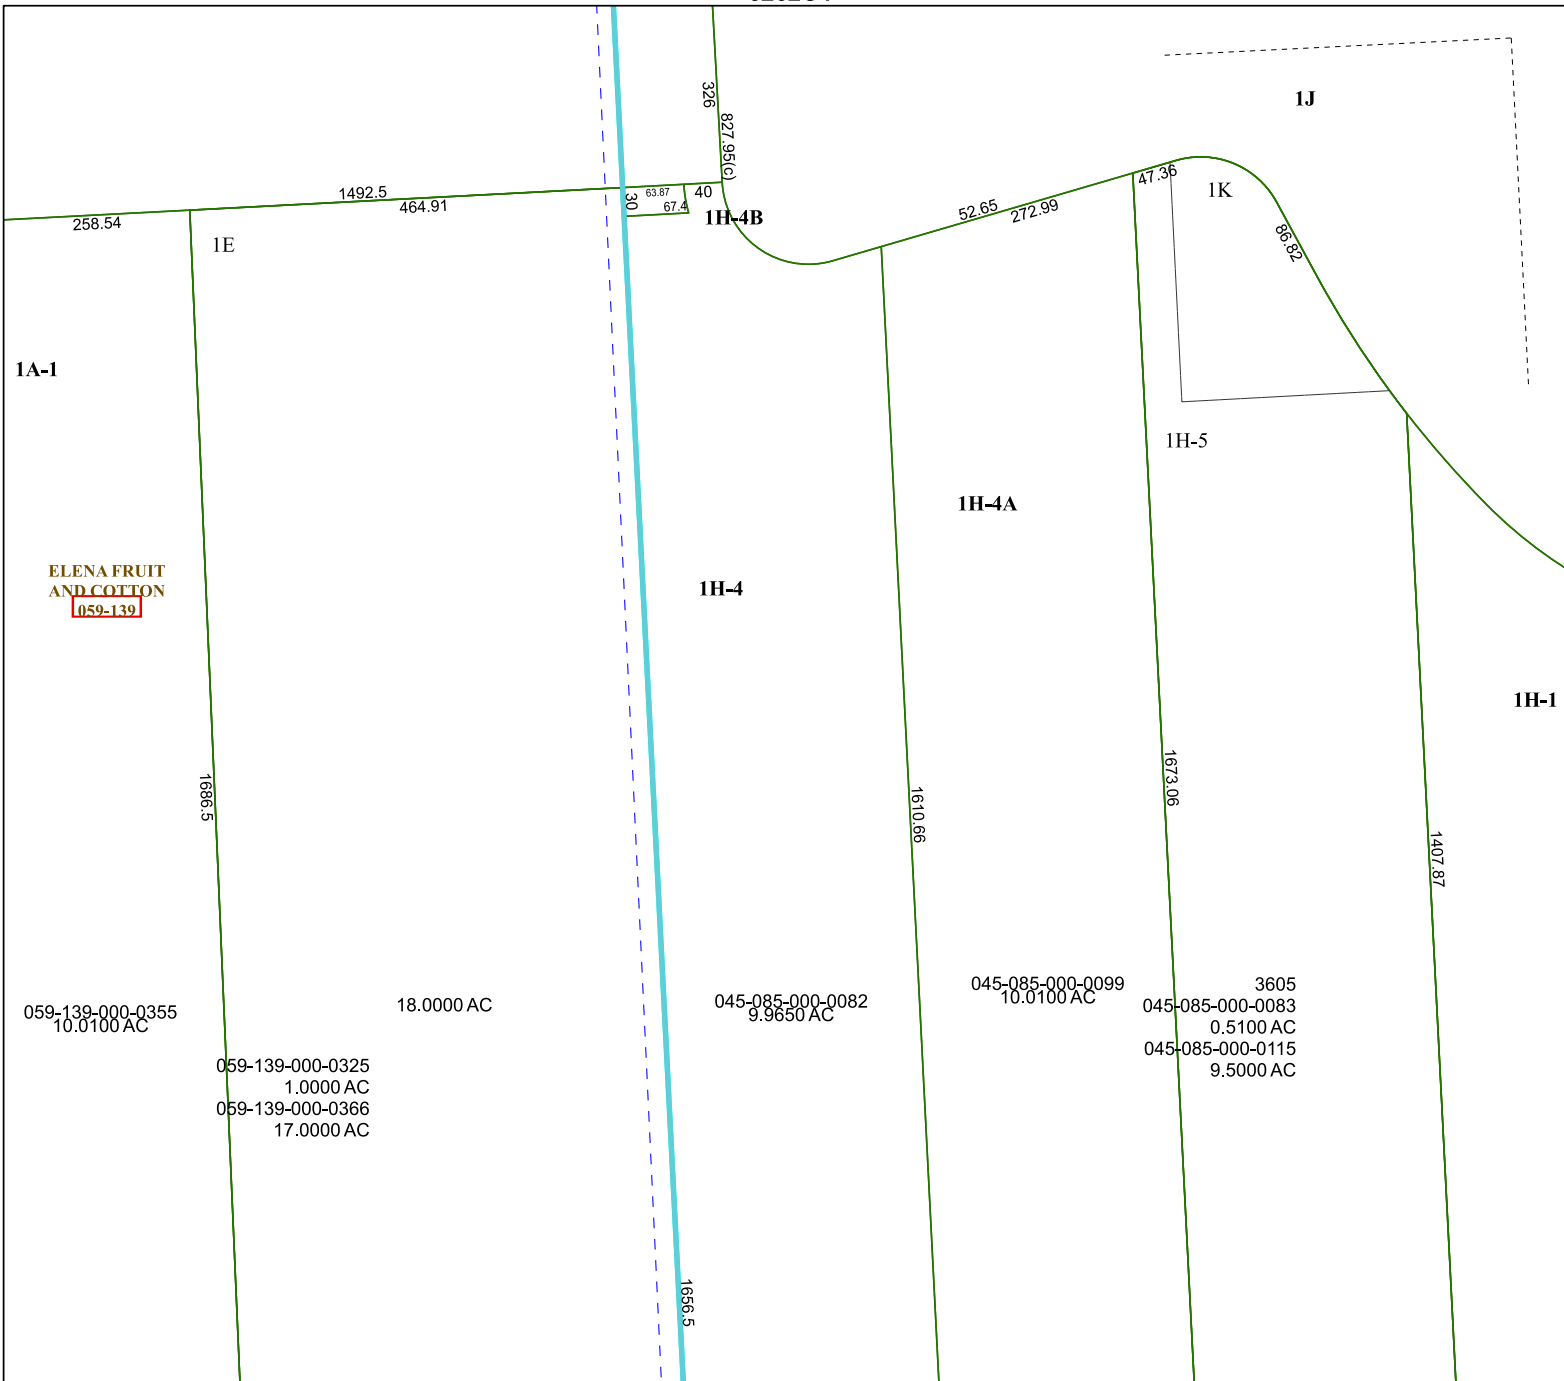 326
827.95(c)
1J
1492.5
464.91
258.54
30
63.87
67.4
40
1H-4B
52.65
272.99
47.36
1K
86.82
1E
1A-1
1H-5
1H-4A
ELENA FRUIT
AND COTTON
059-139
1H-4
1H-1
1686.5
1610.66
1673.06
1407.87
059-139-000-0355
10.0100 AC
18.0000 AC
045-085-000-0082
9.9650 AC
045-085-000-0099
10.0100 AC
3605
045-085-000-0083
0.5100 AC
045-085-000-0115
9.5000 AC
059-139-000-0325
1.0000 AC
059-139-000-0366
17.0000 AC
1656.5